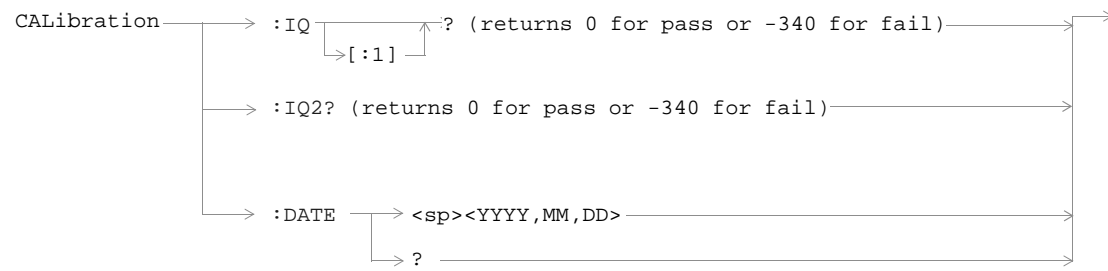 CALibration :IQ ? (returns 0 for pass or -340 for fail)
[:1]
:IQ2? (returns 0 for pass or -340 for fail)
:DATE <sp><YYYY,MM,DD>
?